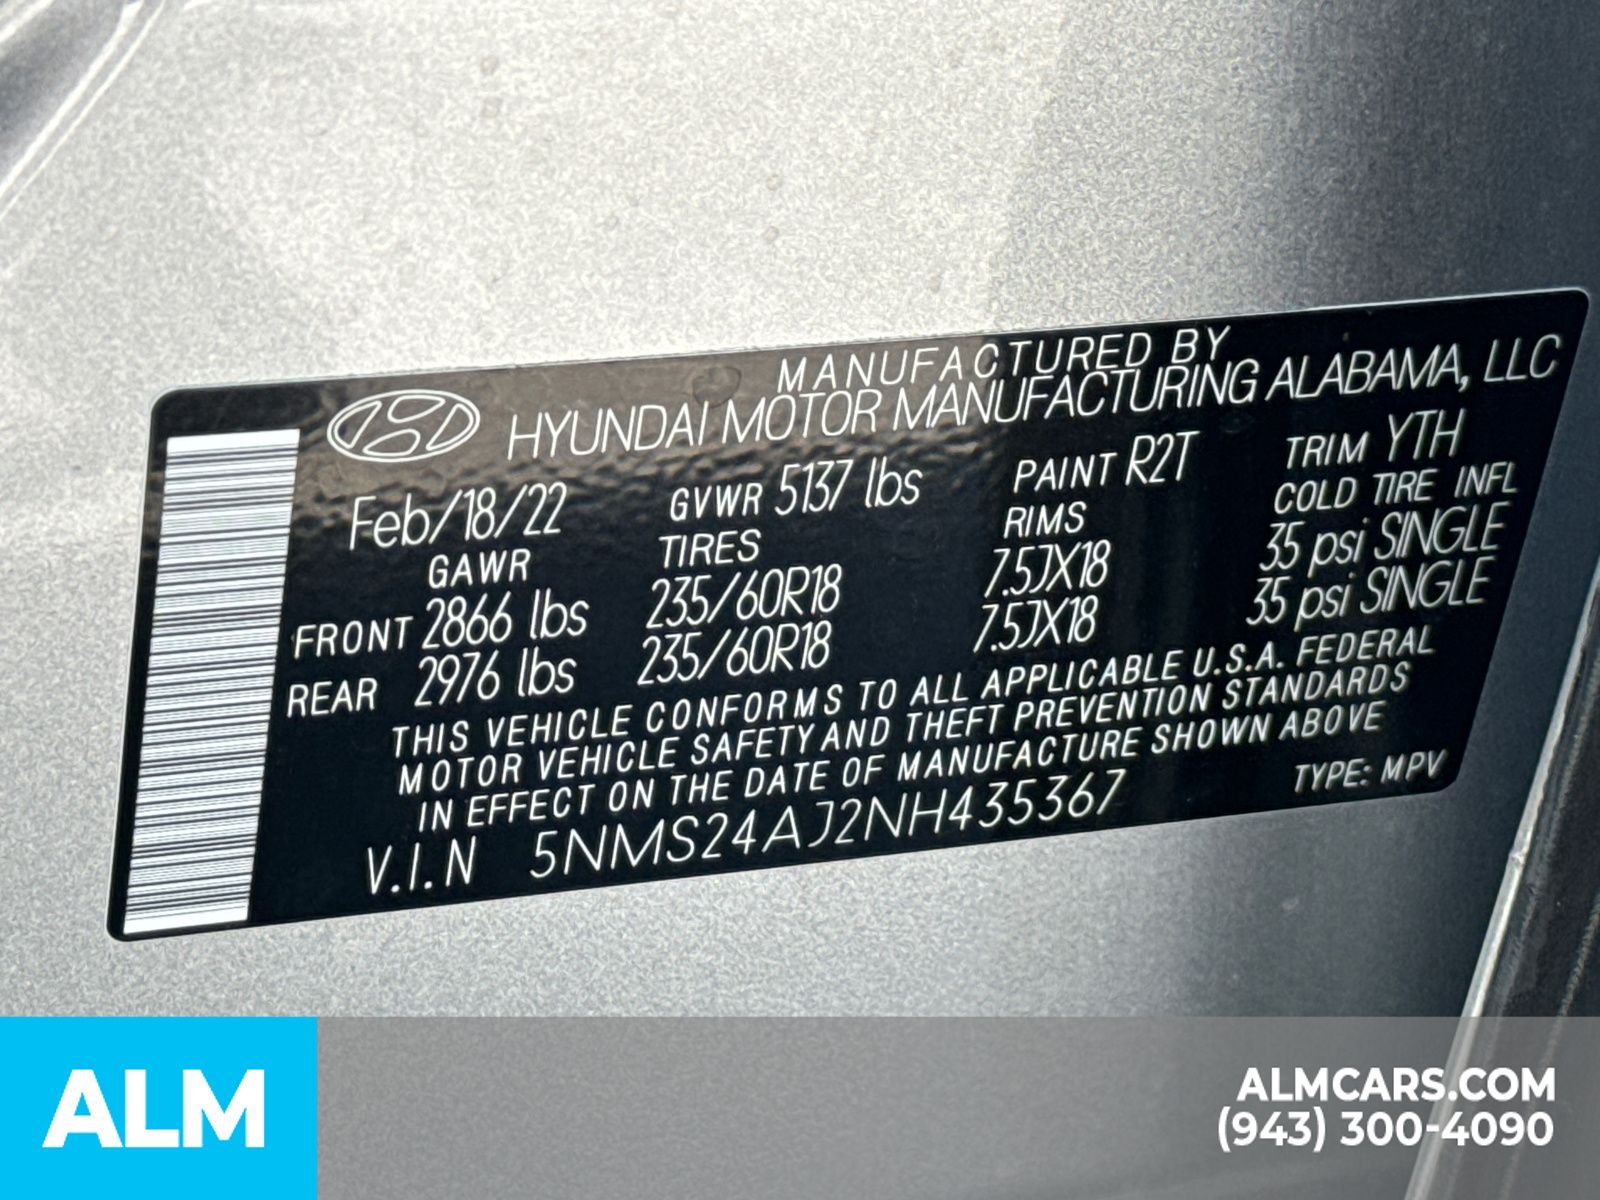 MANUFACTURED BY
HYUNDAI MOTOR MANUFACTURING ALABAMA, LLC
Feb/18/22 GVWR 5137 lbs PAINT R2T TRIM YTH
GAWR TIRES RIMS COLD TIRE INFL
FRONT 2866 lbs 235/60R18 7.5JX18 35 psi SINGLE
REAR 2976 lbs 235/60R18 7.5JX18 35 psi SINGLE
THIS VEHICLE CONFORMS TO ALL APPLICABLE U.S.A. FEDERAL
MOTOR VEHICLE SAFETY AND THEFT PREVENTION STANDARDS
IN EFFECT ON THE DATE OF MANUFACTURE SHOWN ABOVE
V.I.N 5NMS24AJ2NH435367 TYPE: MPV
ALM
ALMCARS.COM
(943) 300-4090